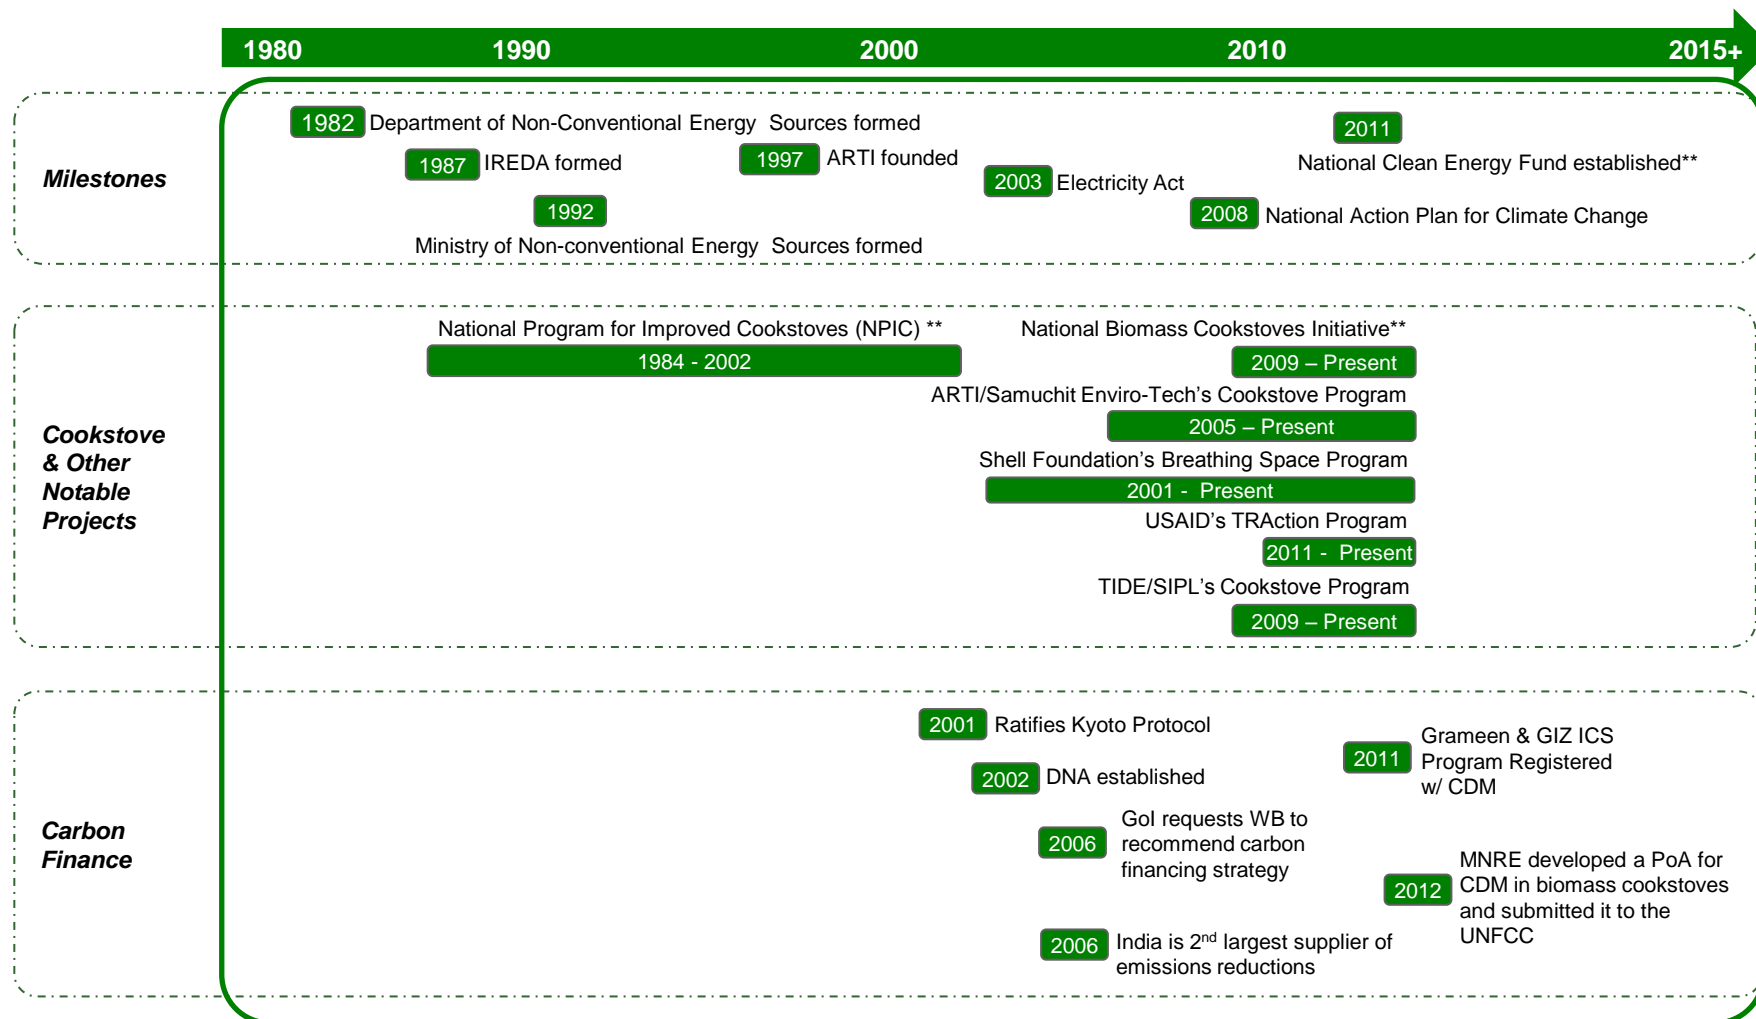 1980 1990 2000 2010 2015+
Milestones
1982 Department of Non-Conventional Energy Sources formed
1987 IREDA formed
1992
Ministry of Non-conventional Energy Sources formed
1997 ARTI founded
2003 Electricity Act
2008 National Action Plan for Climate Change
2011
National Clean Energy Fund established**
Cookstove
& Other
Notable
Projects
National Program for Improved Cookstoves (NPIC) **
1984 - 2002
National Biomass Cookstoves Initiative**
2009 – Present
ARTI/Samuchit Enviro-Tech’s Cookstove Program
2005 – Present
Shell Foundation’s Breathing Space Program
2001 - Present
USAID’s TRAction Program
2011 - Present
TIDE/SIPL’s Cookstove Program
2009 – Present
Carbon
Finance
2001 Ratifies Kyoto Protocol
2002 DNA established
2006
GoI requests WB to
recommend carbon
financing strategy
2006
India is 2nd largest supplier of
emissions reductions
2011
Grameen & GIZ ICS
Program Registered
w/ CDM
2012
MNRE developed a PoA for
CDM in biomass cookstoves
and submitted it to the
UNFCC